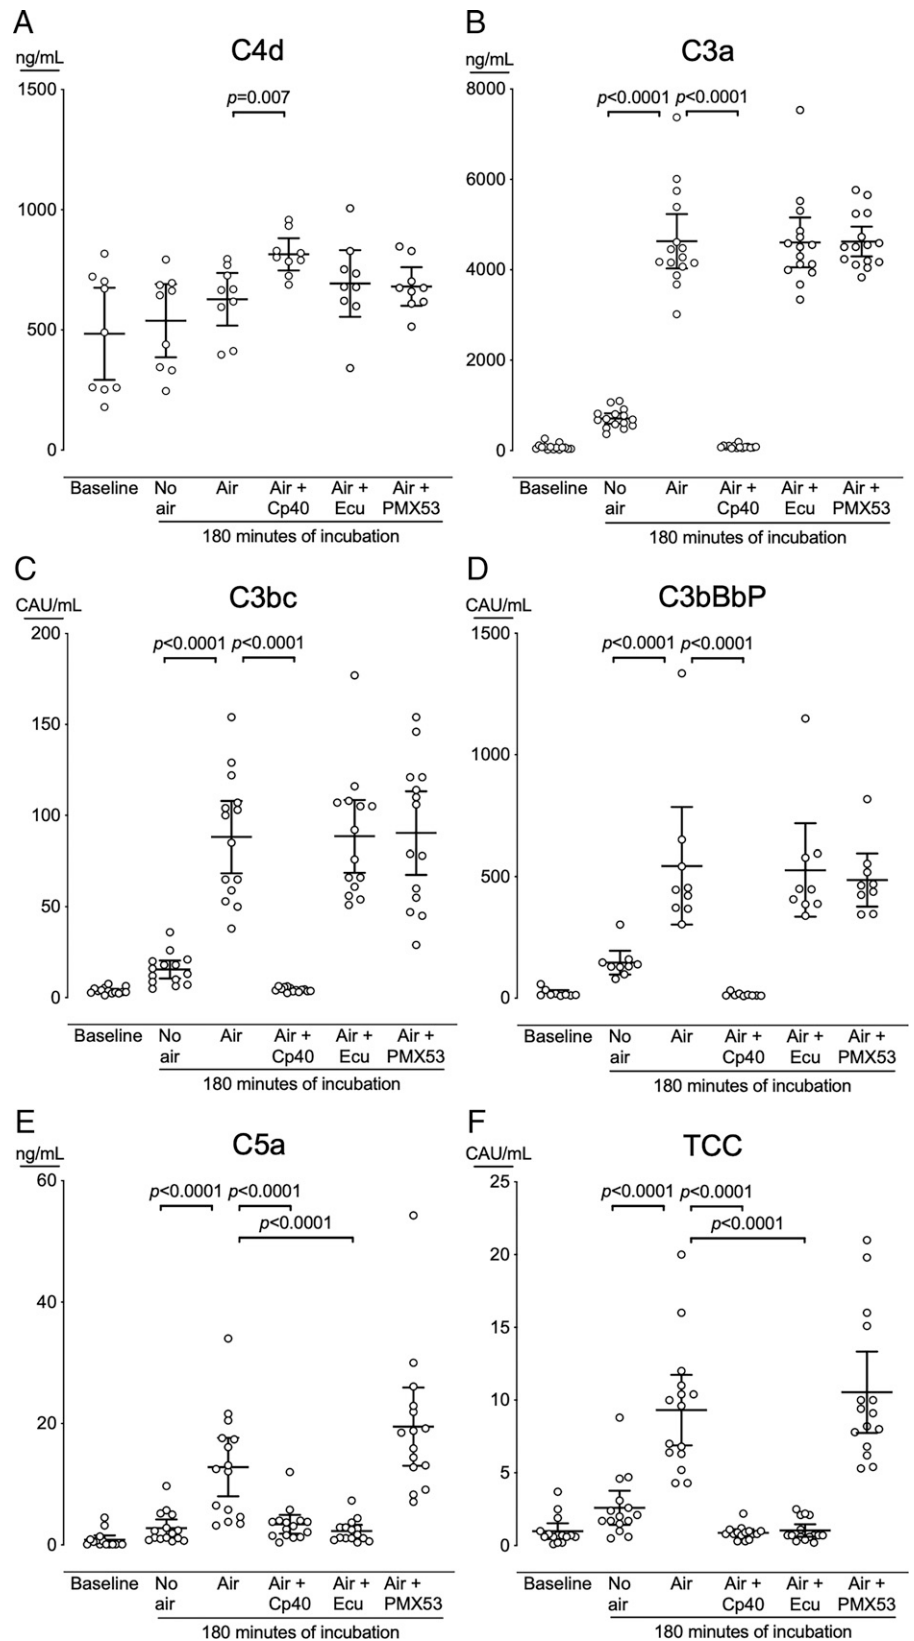 A
C4d
ng/mL
1500
1000
500
0
p=0.007
Baseline
No air
Air
Air + Cp40
Air + Ecu
Air + PMX53
180 minutes of incubation
B
C3a
ng/mL
8000
6000
4000
2000
0
p<0.0001 p<0.0001
Baseline
No air
Air
Air + Cp40
Air + Ecu
Air + PMX53
180 minutes of incubation
C
C3bc
CAU/mL
200
150
100
50
0
p<0.0001 p<0.0001
Baseline
No air
Air
Air + Cp40
Air + Ecu
Air + PMX53
180 minutes of incubation
D
C3bBbP
CAU/mL
1500
1000
500
0
p<0.0001 p<0.0001
Baseline
No air
Air
Air + Cp40
Air + Ecu
Air + PMX53
180 minutes of incubation
E
C5a
ng/mL
60
40
20
0
p<0.0001 p<0.0001
p<0.0001
Baseline
No air
Air
Air + Cp40
Air + Ecu
Air + PMX53
180 minutes of incubation
F
TCC
CAU/mL
25
20
15
10
5
0
p<0.0001 p<0.0001
p<0.0001
Baseline
No air
Air
Air + Cp40
Air + Ecu
Air + PMX53
180 minutes of incubation